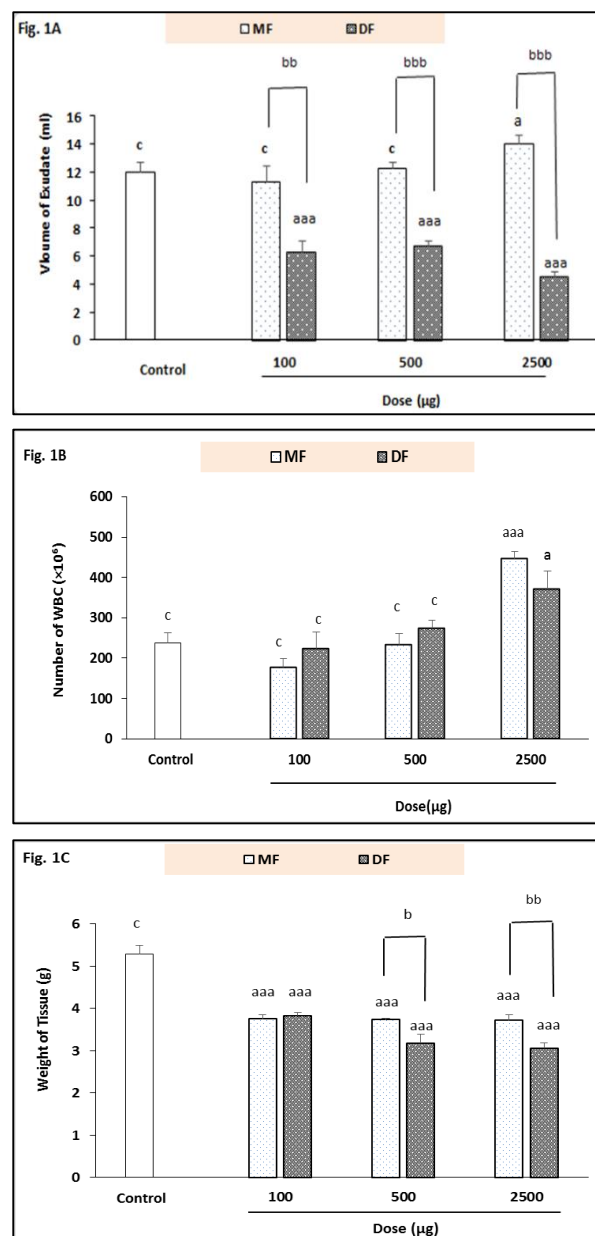 Fig. 1A
MF DF
bb bbb bbb
Vloume of Exudate (ml)
16
14
12
10
8
6
4
2
0
c c aaa c aaa a aaa
Control 100 500 2500
Dose (µg)
Fig. 1B
MF DF
Number of WBC (×10⁶)
600
500
400
300
200
100
0
c c c c c aaa a
Control 100 500 2500
Dose(µg)
Fig. 1C
MF DF
b bb
Weight of Tissue (g)
6
5
4
3
2
1
0
c aaa aaa aaa aaa aaa aaa
Control 100 500 2500
Dose (µg)